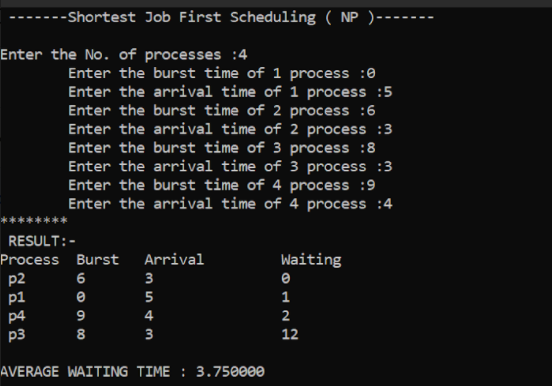 -------Shortest Job First Scheduling ( NP )-------
Enter the No. of processes :4
Enter the burst time of 1 process :0
Enter the arrival time of 1 process :5
Enter the burst time of 2 process :6
Enter the arrival time of 2 process :3
Enter the burst time of 3 process :8
Enter the arrival time of 3 process :3
Enter the burst time of 4 process :9
Enter the arrival time of 4 process :4
********
RESULT:-
Process Burst Arrival Waiting
p2 6 3 0
p1 0 5 1
p4 9 4 2
p3 8 3 12
AVERAGE WAITING TIME : 3.750000